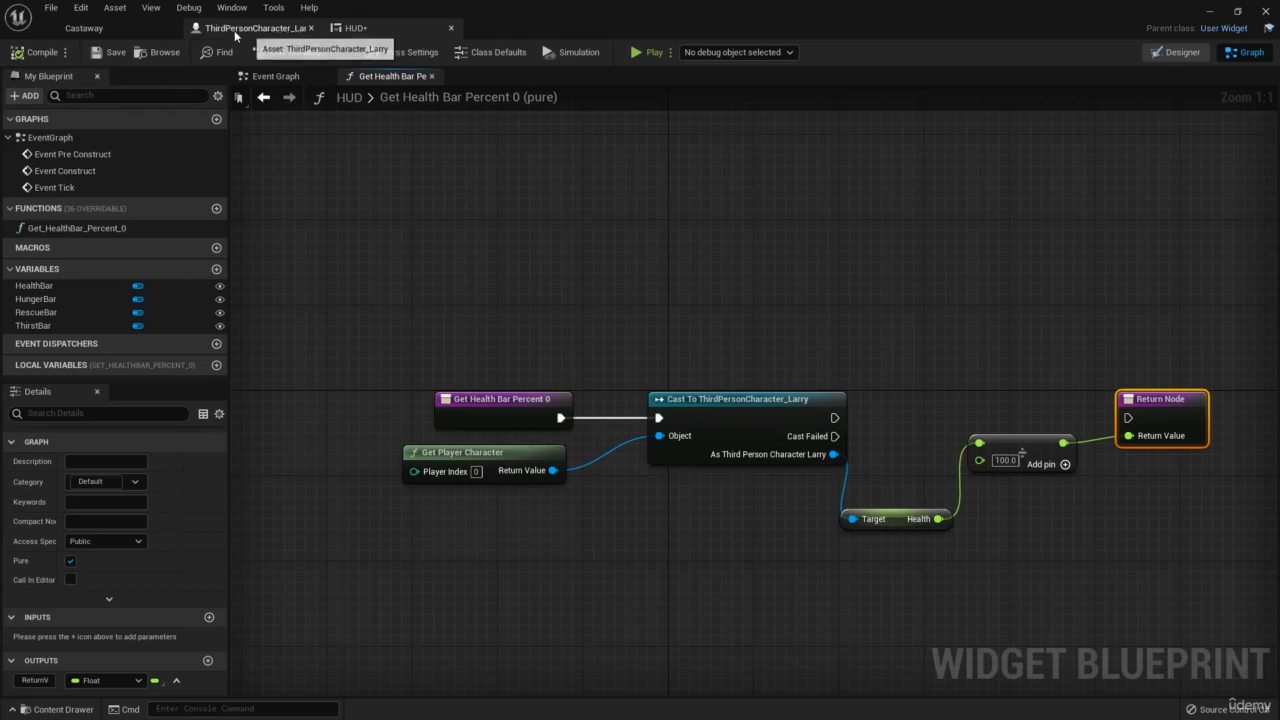 File Edit Asset View Debug Window Tools Help
Castaway ThirdPersonCharacter_Lar HUD* Parent class: User Widget
Compile Save Browse Find Asset: ThirdPersonCharacter_Larry ss Settings Class Defaults Simulation Play No debug object selected Designer Graph
My Blueprint Event Graph Get Health Bar Pe
ADD Search HUD > Get Health Bar Percent 0 (pure) Zoom 1:1
GRAPHS
EventGraph
Event Pre Construct
Event Construct
Event Tick
FUNCTIONS (36 OVERRIDABLE)
Get_HealthBar_Percent_0
MACROS
VARIABLES
HealthBar
HungerBar
RescueBar
ThirstBar
EVENT DISPATCHERS
LOCAL VARIABLES (GET_HEALTHBAR_PERCENT_0)
Details
Search Details
GRAPH
Description
Category Default
Keywords
Compact No
Access Spec Public
Pure
Call In Editor
INPUTS
Please press the + icon above to add parameters
OUTPUTS
ReturnV Float
Get Health Bar Percent 0
Get Player Character
Player Index 0 Return Value
Cast To ThirdPersonCharacter_Larry
Object Cast Failed
As Third Person Character Larry
Target Health
÷
100.0 Add pin
Return Node
Return Value
WIDGET BLUEPRINT
Content Drawer Cmd Enter Console Command Source Control Off
ûdemy